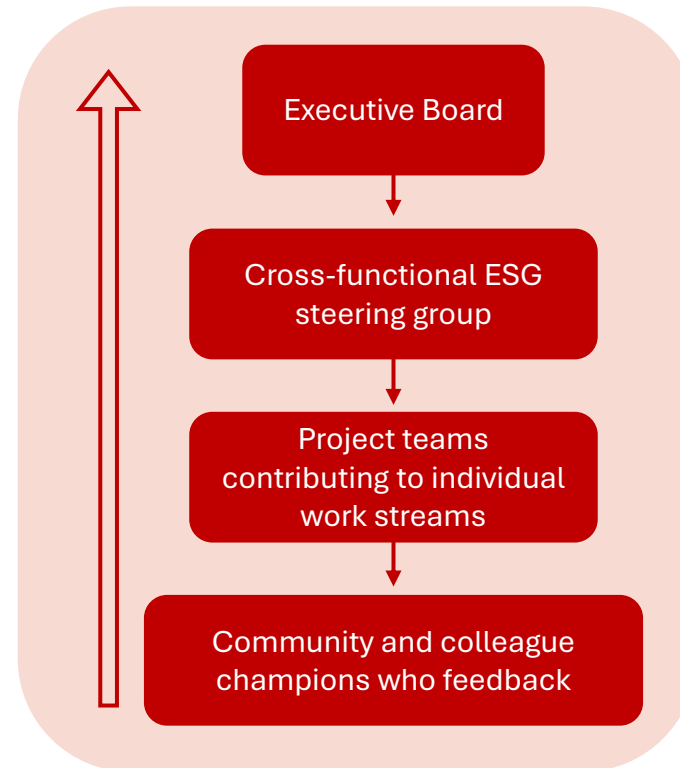 Executive Board
Cross-functional ESG
steering group
Project teams
contributing to individual
work streams
Community and colleague
champions who feedback